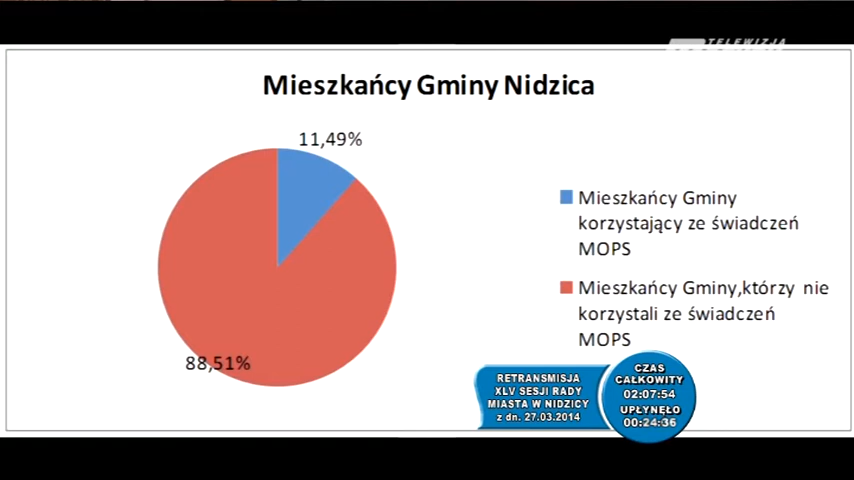 TELEWIZJA
Mieszkańcy Gminy Nidzica
11,49%
88,51%
Mieszkańcy Gminy
korzystający ze świadczeń
MOPS
Mieszkańcy Gminy,którzy nie
korzystali ze świadczeń
MOPS
RETRANSMISJA
XLV SESJI RADY
MIASTA W NIDZICY
z dn. 27.03.2014
CZAS
CAŁKOWITY
02:07:54
UPŁYNĘŁO
00:24:36